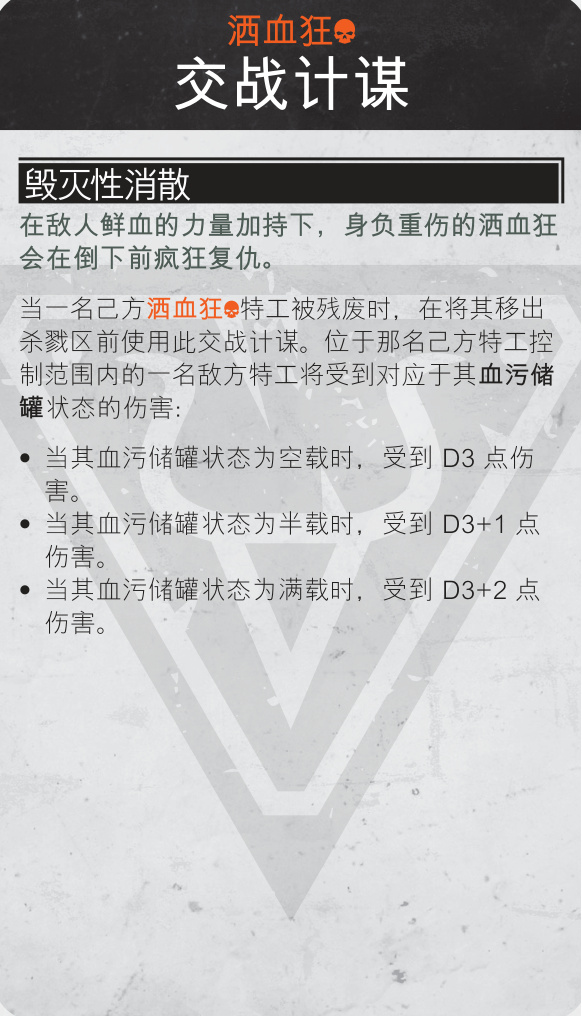 洒血狂
交战计谋
毁灭性消散
在敌人鲜血的力量加持下，身负重伤的洒血狂
会在倒下前疯狂复仇。
当一名己方洒血狂特工被残废时，在将其移出
杀戮区前使用此交战计谋。位于那名己方特工控
制范围内的一名敌方特工将受到对应于其血污储
罐状态的伤害：
• 当其血污储罐状态为空载时，受到 D3 点伤
害。
• 当其血污储罐状态为半载时，受到 D3+1 点
伤害。
• 当其血污储罐状态为满载时，受到 D3+2 点
伤害。